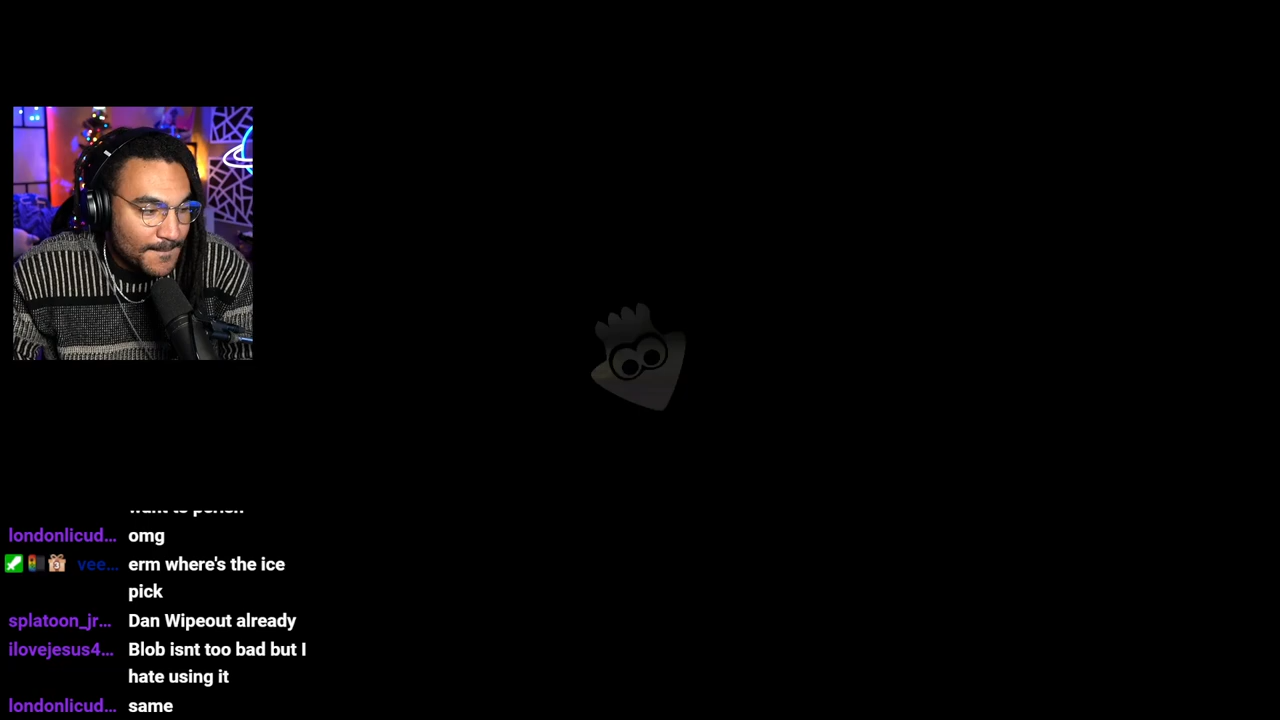 londonlicud… omg
vee… erm where's the ice
pick
splatoon_jr… Dan Wipeout already
ilovejesus4… Blob isnt too bad but I
hate using it
londonlicud… same